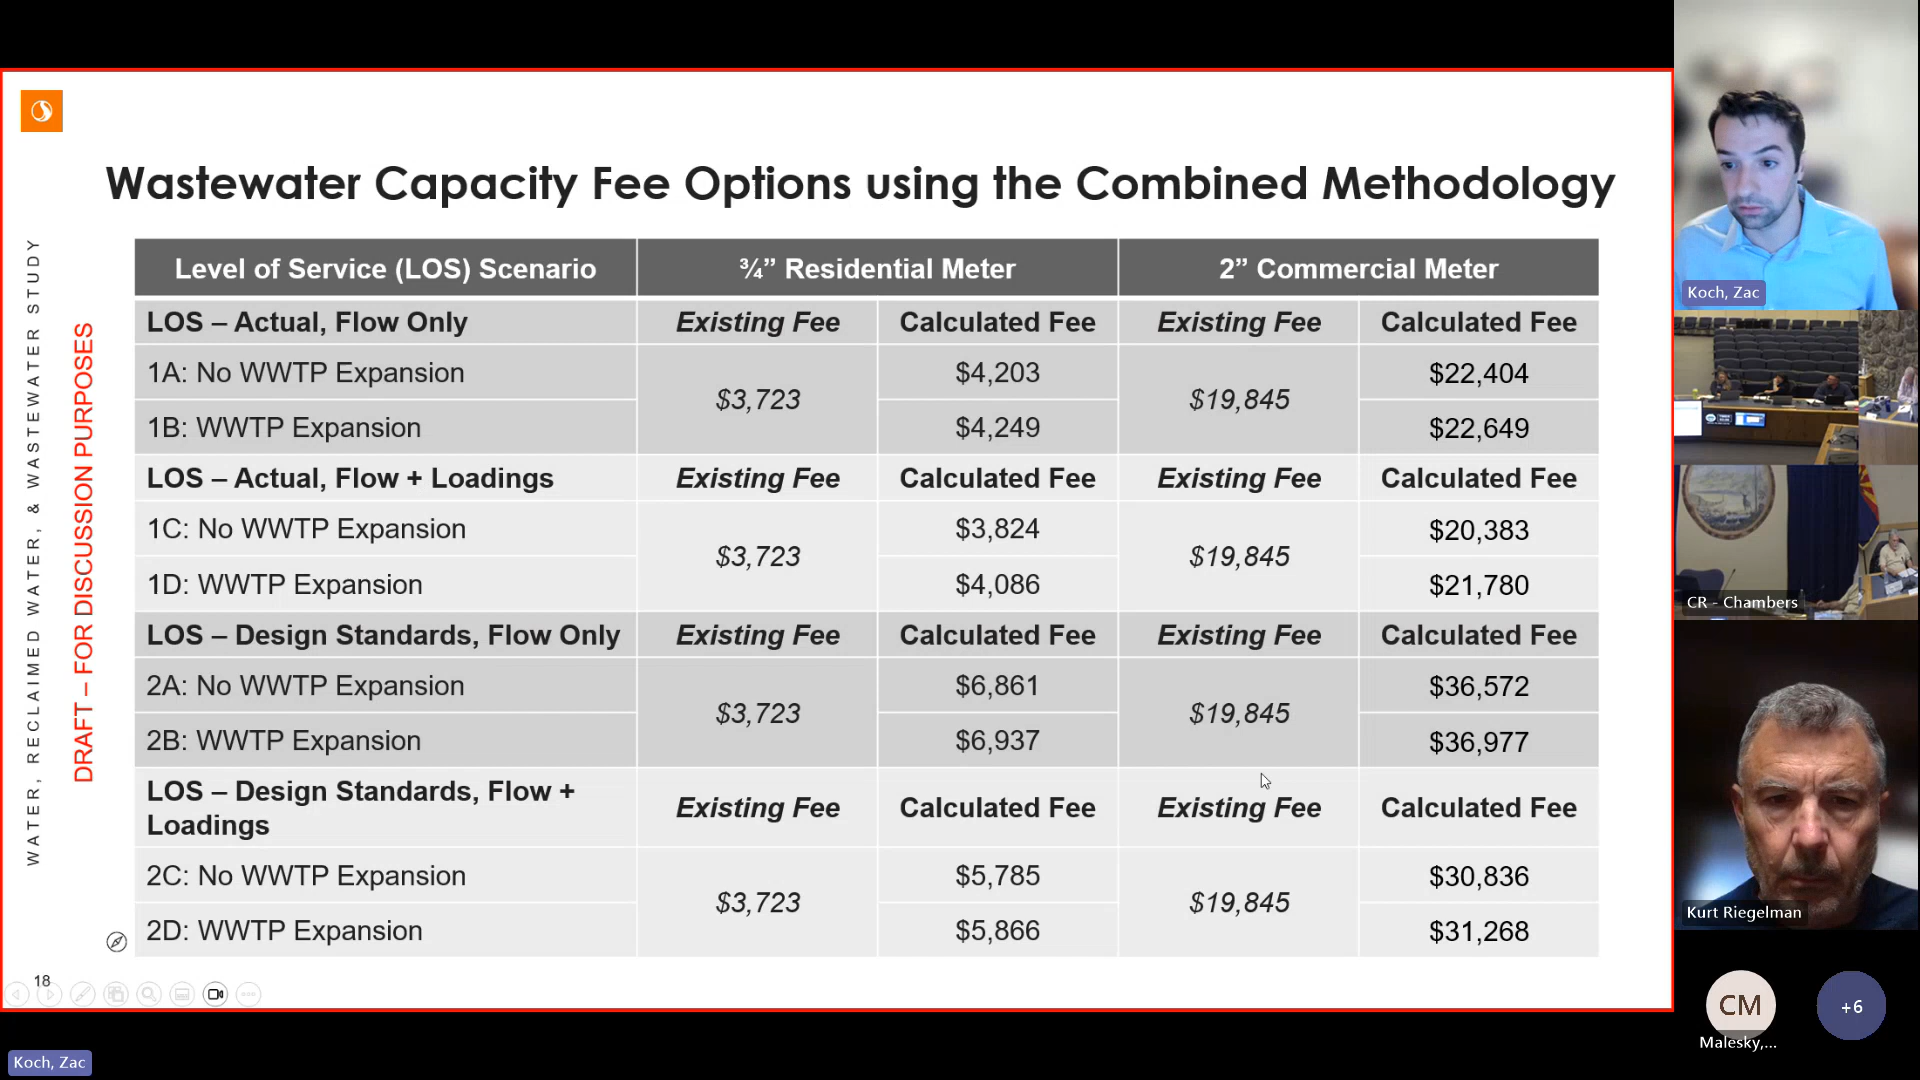 Wastewater Capacity Fee Options using the Combined Methodology
WATER, RECLAIMED WATER, & WASTEWATER STUDY
DRAFT – FOR DISCUSSION PURPOSES
Level of Service (LOS) Scenario ¾” Residential Meter 2” Commercial Meter
LOS – Actual, Flow Only Existing Fee Calculated Fee Existing Fee Calculated Fee
1A: No WWTP Expansion $3,723 $4,203 $19,845 $22,404
1B: WWTP Expansion $4,249 $22,649
LOS – Actual, Flow + Loadings Existing Fee Calculated Fee Existing Fee Calculated Fee
1C: No WWTP Expansion $3,723 $3,824 $19,845 $20,383
1D: WWTP Expansion $4,086 $21,780
LOS – Design Standards, Flow Only Existing Fee Calculated Fee Existing Fee Calculated Fee
2A: No WWTP Expansion $3,723 $6,861 $19,845 $36,572
2B: WWTP Expansion $6,937 $36,977
LOS – Design Standards, Flow +
Loadings Existing Fee Calculated Fee Existing Fee Calculated Fee
2C: No WWTP Expansion $3,723 $5,785 $19,845 $30,836
2D: WWTP Expansion $5,866 $31,268
18
Koch, Zac
Koch, Zac
CR - Chambers
Kurt Riegelman
CM
Malesky,...
+6